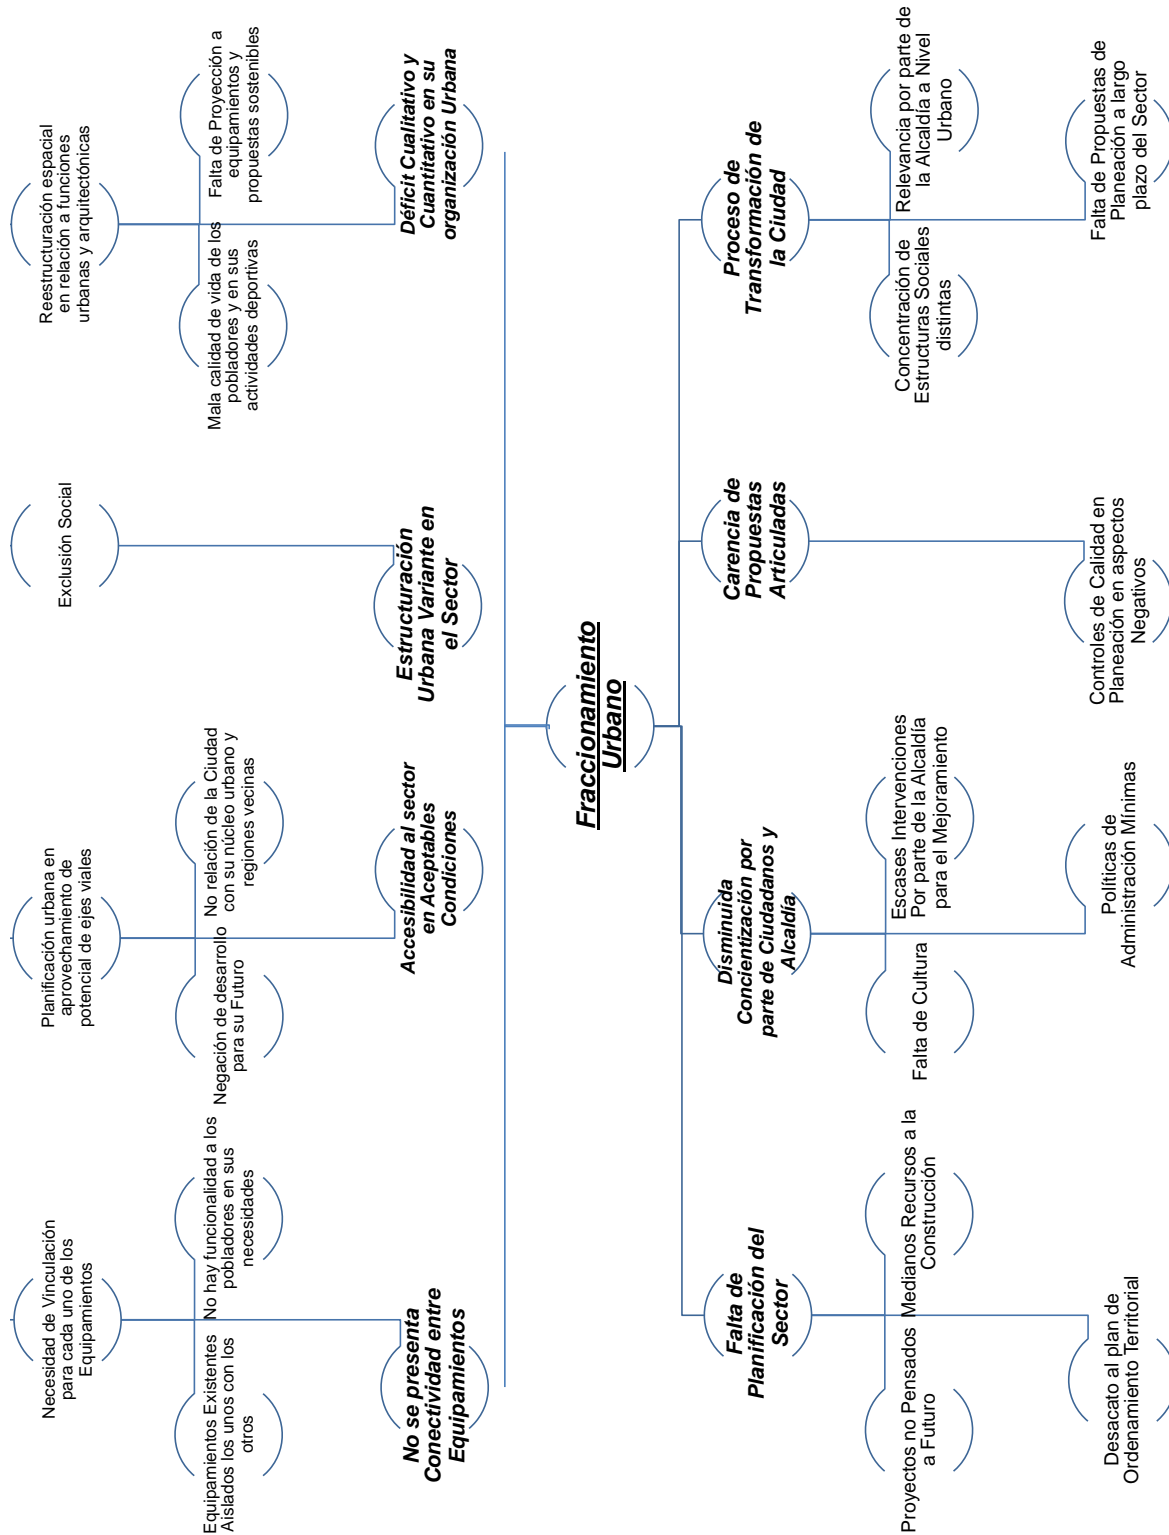 Necesidad de Vinculación
para cada uno de los
Equipamientos
Planificación urbana en
aprovechamiento de
potencial de ejes viales
Exclusión Social
Reestructuración espacial
en relación a funciones
urbanas y arquitectónicas
Equipamientos Existentes
Aislados los unos con los
otros
No hay funcionalidad a los
pobladores en sus
necesidades
Negación de desarrollo
para su Futuro
No relación de la Ciudad
con su núcleo urbano y
regiones vecinas
Mala calidad de vida de los
pobladores y en sus
actividades deportivas
Falta de Proyección a
equipamientos y
propuestas sostenibles
No se presenta
Conectividad entre
Equipamientos
Accesibilidad al sector
en Aceptables
Condiciones
Estructuración
Urbana Variante en
el Sector
Déficit Cualitativo y
Cuantitativo en su
organización Urbana
Fraccionamiento
Urbano
Falta de
Planificación del
Sector
Disminuida
Concientización por
parte de Ciudadanos y
Alcaldía
Carencia de
Propuestas
Articuladas
Proceso de
Transformación de
la Ciudad
Proyectos no Pensados
a Futuro
Medianos Recursos a la
Construcción
Falta de Cultura
Escases Intervenciones
Por parte de la Alcaldía
para el Mejoramiento
Concentración de
Estructuras Sociales
distintas
Relevancia por parte de
la Alcaldía a Nivel
Urbano
Desacato al plan de
Ordenamiento Territorial
Políticas de
Administración Mínimas
Controles de Calidad en
Planeación en aspectos
Negativos
Falta de Propuestas de
Planeación a largo
plazo del Sector